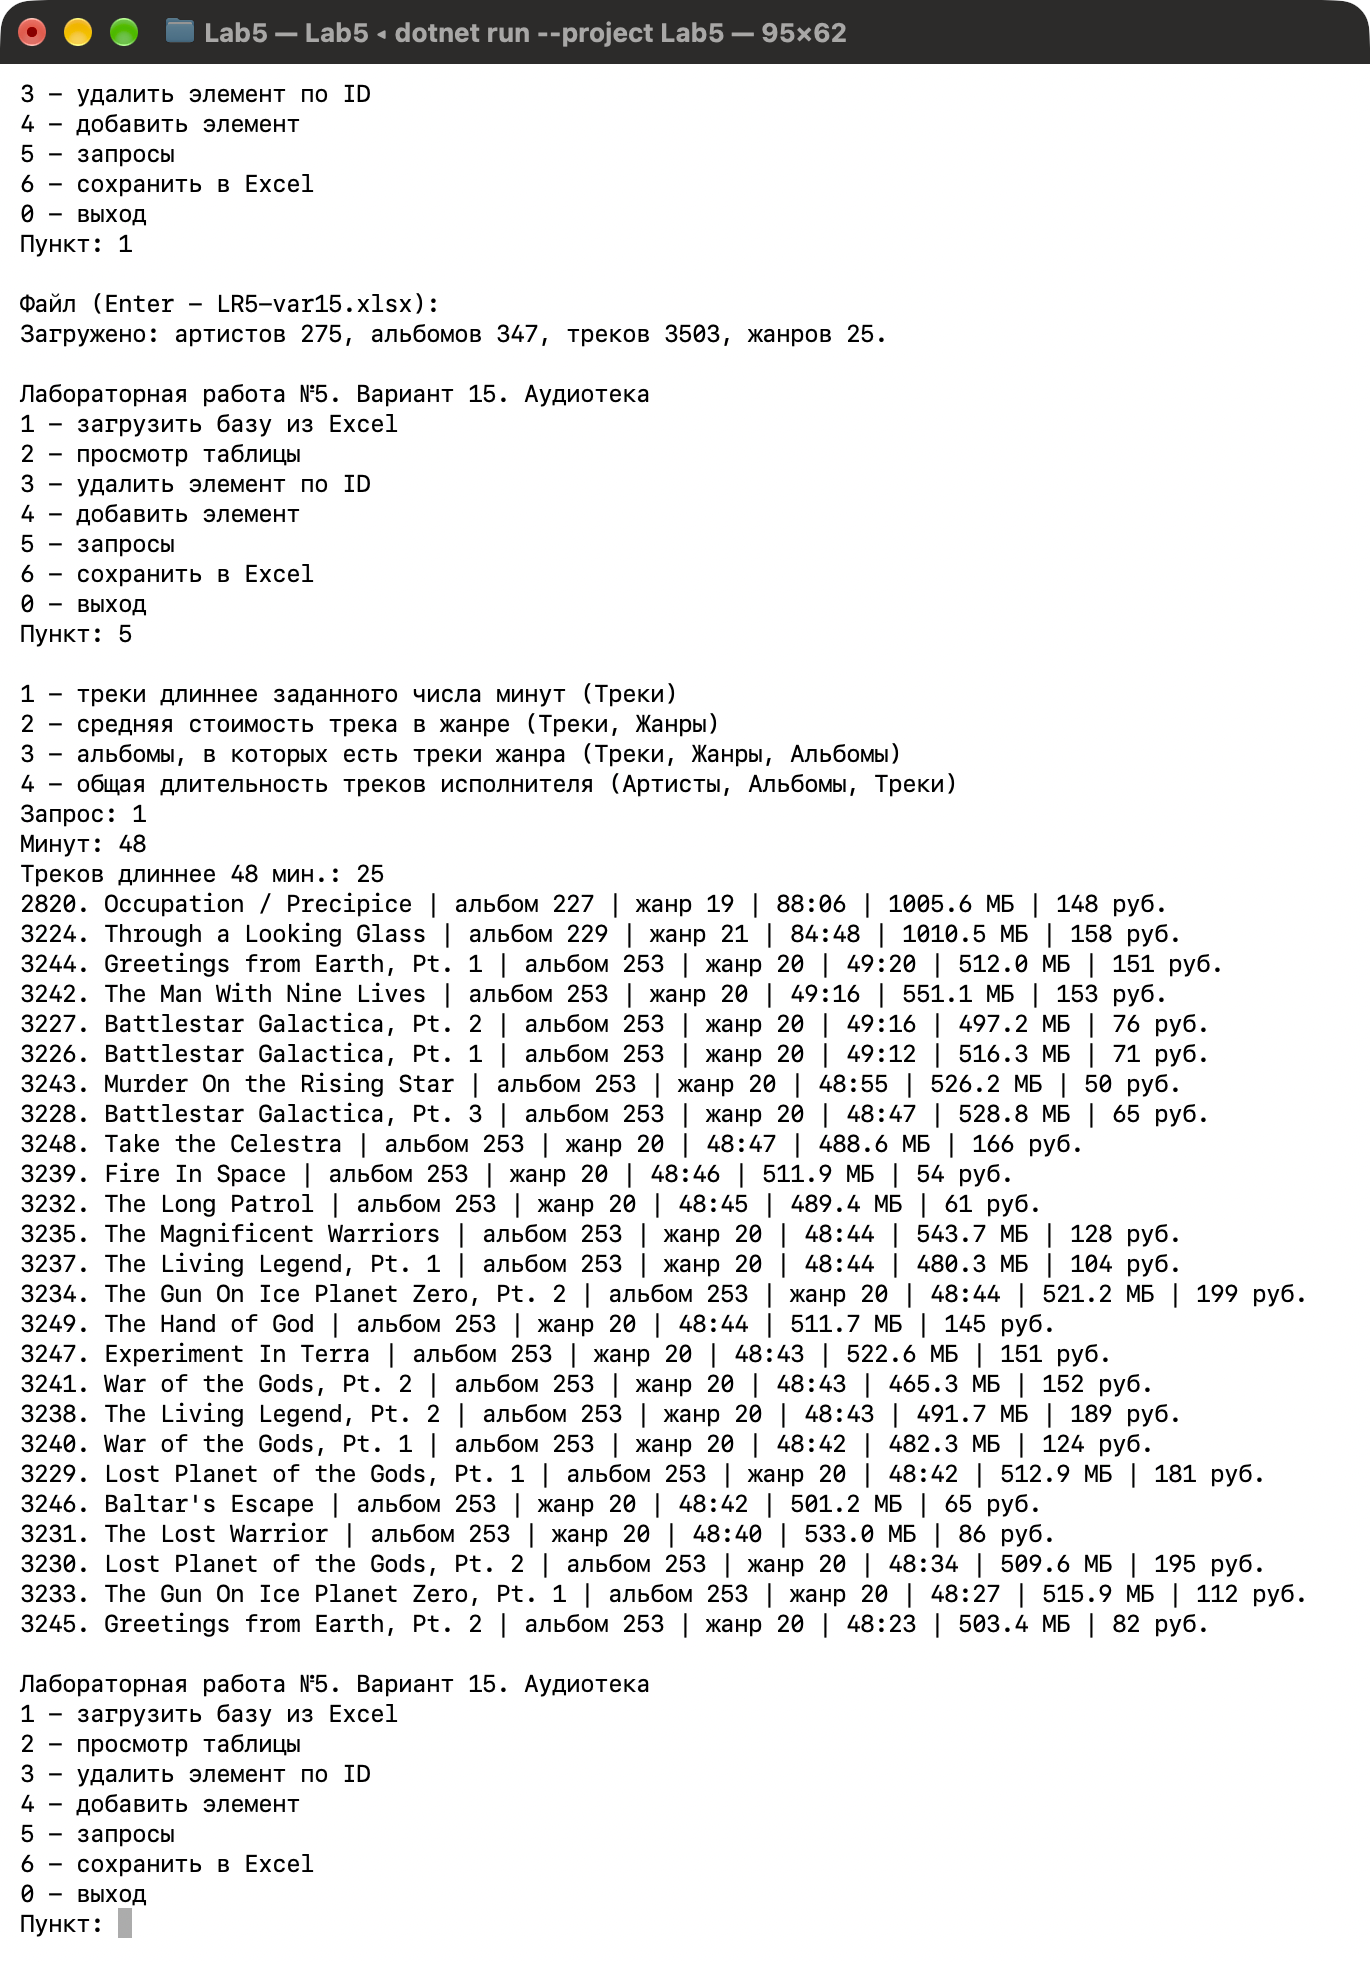 Lab5 — Lab5 ◂ dotnet run --project Lab5 — 95×62
3 – удалить элемент по ID
4 – добавить элемент
5 – запросы
6 – сохранить в Excel
0 – выход
Пункт: 1
Файл (Enter – LR5-var15.xlsx):
Загружено: артистов 275, альбомов 347, треков 3503, жанров 25.
Лабораторная работа №5. Вариант 15. Аудиотека
1 – загрузить базу из Excel
2 – просмотр таблицы
3 – удалить элемент по ID
4 – добавить элемент
5 – запросы
6 – сохранить в Excel
0 – выход
Пункт: 5
1 – треки длиннее заданного числа минут (Треки)
2 – средняя стоимость трека в жанре (Треки, Жанры)
3 – альбомы, в которых есть треки жанра (Треки, Жанры, Альбомы)
4 – общая длительность треков исполнителя (Артисты, Альбомы, Треки)
Запрос: 1
Минут: 48
Треков длиннее 48 мин.: 25
2820. Occupation / Precipice | альбом 227 | жанр 19 | 88:06 | 1005.6 МБ | 148 руб.
3224. Through a Looking Glass | альбом 229 | жанр 21 | 84:48 | 1010.5 МБ | 158 руб.
3244. Greetings from Earth, Pt. 1 | альбом 253 | жанр 20 | 49:20 | 512.0 МБ | 151 руб.
3242. The Man With Nine Lives | альбом 253 | жанр 20 | 49:16 | 551.1 МБ | 153 руб.
3227. Battlestar Galactica, Pt. 2 | альбом 253 | жанр 20 | 49:16 | 497.2 МБ | 76 руб.
3226. Battlestar Galactica, Pt. 1 | альбом 253 | жанр 20 | 49:12 | 516.3 МБ | 71 руб.
3243. Murder On the Rising Star | альбом 253 | жанр 20 | 48:55 | 526.2 МБ | 50 руб.
3228. Battlestar Galactica, Pt. 3 | альбом 253 | жанр 20 | 48:47 | 528.8 МБ | 65 руб.
3248. Take the Celestra | альбом 253 | жанр 20 | 48:47 | 488.6 МБ | 166 руб.
3239. Fire In Space | альбом 253 | жанр 20 | 48:46 | 511.9 МБ | 54 руб.
3232. The Long Patrol | альбом 253 | жанр 20 | 48:45 | 489.4 МБ | 61 руб.
3235. The Magnificent Warriors | альбом 253 | жанр 20 | 48:44 | 543.7 МБ | 128 руб.
3237. The Living Legend, Pt. 1 | альбом 253 | жанр 20 | 48:44 | 480.3 МБ | 104 руб.
3234. The Gun On Ice Planet Zero, Pt. 2 | альбом 253 | жанр 20 | 48:44 | 521.2 МБ | 199 руб.
3249. The Hand of God | альбом 253 | жанр 20 | 48:44 | 511.7 МБ | 145 руб.
3247. Experiment In Terra | альбом 253 | жанр 20 | 48:43 | 522.6 МБ | 151 руб.
3241. War of the Gods, Pt. 2 | альбом 253 | жанр 20 | 48:43 | 465.3 МБ | 152 руб.
3238. The Living Legend, Pt. 2 | альбом 253 | жанр 20 | 48:43 | 491.7 МБ | 189 руб.
3240. War of the Gods, Pt. 1 | альбом 253 | жанр 20 | 48:42 | 482.3 МБ | 124 руб.
3229. Lost Planet of the Gods, Pt. 1 | альбом 253 | жанр 20 | 48:42 | 512.9 МБ | 181 руб.
3246. Baltar's Escape | альбом 253 | жанр 20 | 48:42 | 501.2 МБ | 65 руб.
3231. The Lost Warrior | альбом 253 | жанр 20 | 48:40 | 533.0 МБ | 86 руб.
3230. Lost Planet of the Gods, Pt. 2 | альбом 253 | жанр 20 | 48:34 | 509.6 МБ | 195 руб.
3233. The Gun On Ice Planet Zero, Pt. 1 | альбом 253 | жанр 20 | 48:27 | 515.9 МБ | 112 руб.
3245. Greetings from Earth, Pt. 2 | альбом 253 | жанр 20 | 48:23 | 503.4 МБ | 82 руб.
Лабораторная работа №5. Вариант 15. Аудиотека
1 – загрузить базу из Excel
2 – просмотр таблицы
3 – удалить элемент по ID
4 – добавить элемент
5 – запросы
6 – сохранить в Excel
0 – выход
Пункт: